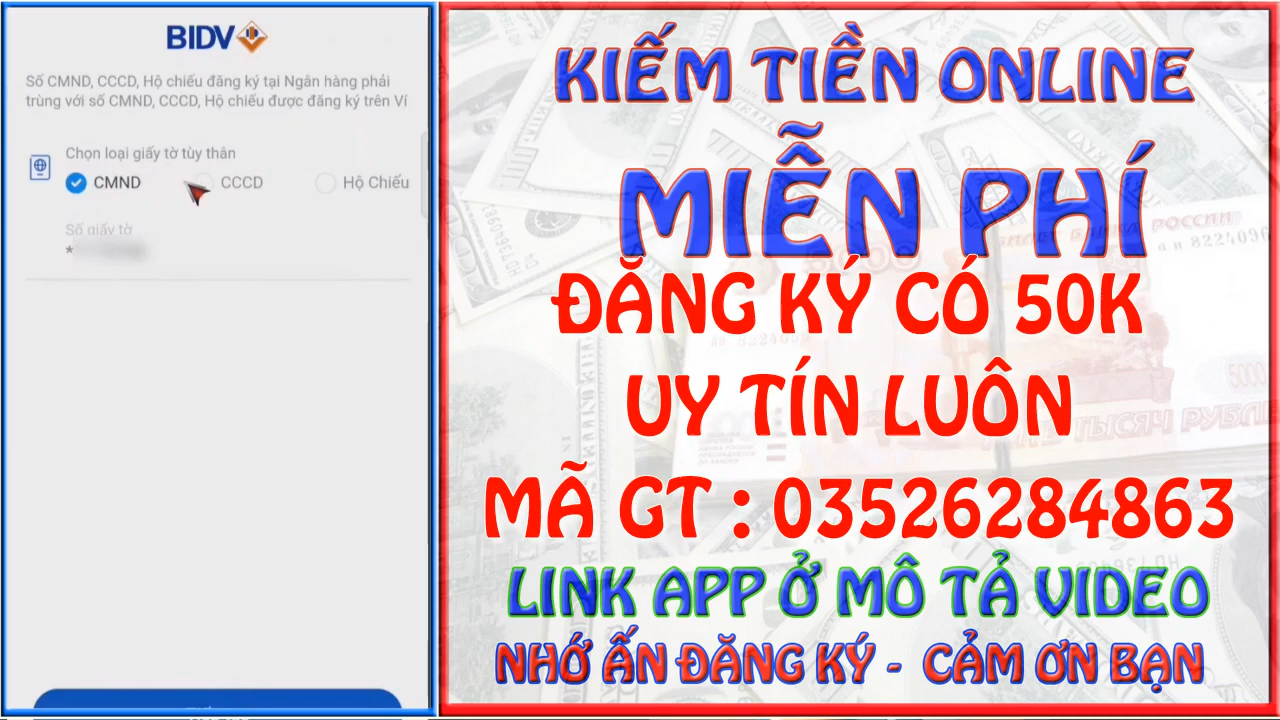 BIDV
Số CMND, CCCD, Hộ chiếu đăng ký tại Ngân hàng phải
trùng với số CMND, CCCD, Hộ chiếu được đăng ký trên Ví
Chọn loại giấy tờ tùy thân
CMND CCCD Hộ Chiếu
Số giấy tờ
*
KIẾM TIỀN ONLINE
MIỄN PHÍ
ĐĂNG KÝ CÓ 50K
UY TÍN LUÔN
MÃ GT : 03526284863
LINK APP Ở MÔ TẢ VIDEO
NHỚ ẤN ĐĂNG KÝ - CẢM ƠN BẠN